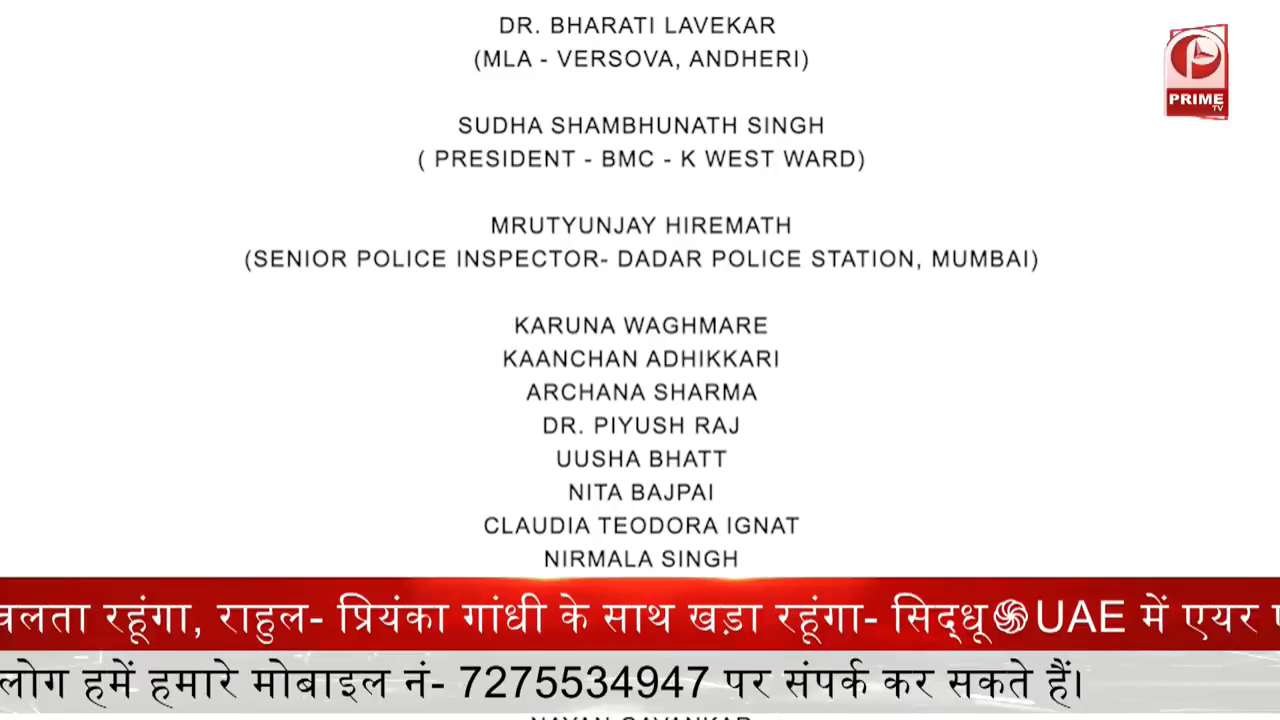 DR. BHARATI LAVEKAR
(MLA - VERSOVA, ANDHERI)
PRIME
TV
SUDHA SHAMBHUNATH SINGH
( PRESIDENT - BMC - K WEST WARD)
MRUTYUNJAY HIREMATH
(SENIOR POLICE INSPECTOR- DADAR POLICE STATION, MUMBAI)
KARUNA WAGHMARE
KAANCHAN ADHIKKARI
ARCHANA SHARMA
DR. PIYUSH RAJ
UUSHA BHATT
NITA BAJPAI
CLAUDIA TEODORA IGNAT
NIRMALA SINGH
रहूंगा, राहुल- प्रियंका गांधी के साथ खड़ा रहूंगा- सिद्धू UAE में एयर
लोग हमें हमारे मोबाइल नं- 7275534947 पर संपर्क कर सकते हैं।